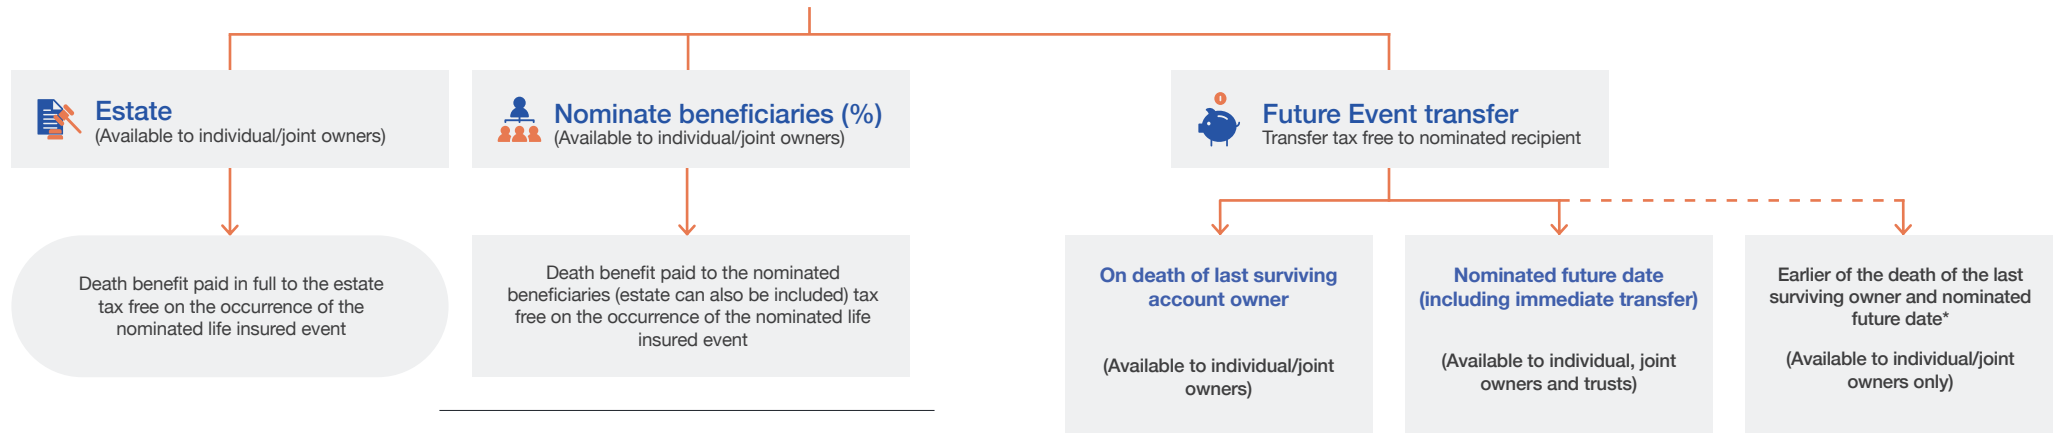 Estate
(Available to individual/joint owners)
Nominate beneficiaries (%)
(Available to individual/joint owners)
Future Event transfer
Transfer tax free to nominated recipient
Death benefit paid in full to the estate
tax free on the occurrence of the
nominated life insured event
Death benefit paid to the nominated
beneficiaries (estate can also be included) tax
free on the occurrence of the nominated life
insured event
On death of last surviving
account owner
(Available to individual/joint
owners)
Nominated future date
(including immediate transfer)
(Available to individual, joint
owners and trusts)
Earlier of the death of the last
surviving owner and nominated
future date*
(Available to individual/joint
owners only)